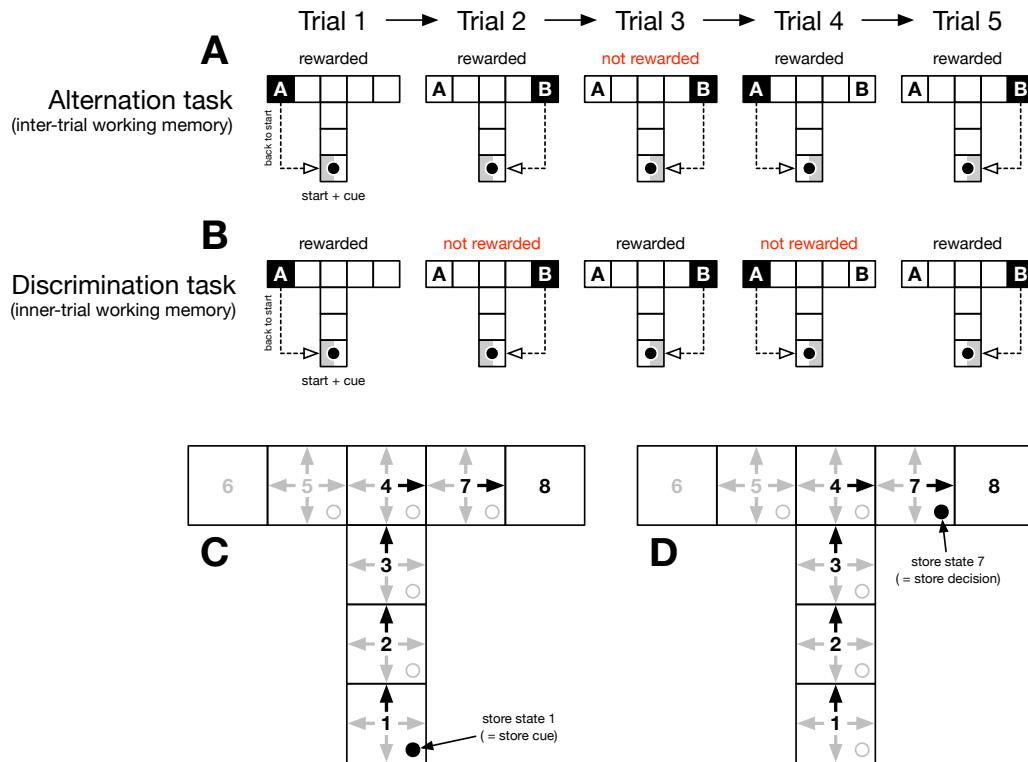 Trial 1 Trial 2 Trial 3 Trial 4 Trial 5
A
rewarded rewarded not rewarded rewarded rewarded
Alternation task
(inter-trial working memory)
A A B A B A B A B
back to start
start + cue
B
rewarded not rewarded rewarded not rewarded rewarded
Discrimination task
(inner-trial working memory)
A A B A B A B A B
back to start
start + cue
6 5 4 7 8
C
3
2
1
store state 1
( = store cue)
6 5 4 7 8
D
store state 7
( = store decision)
3
2
1